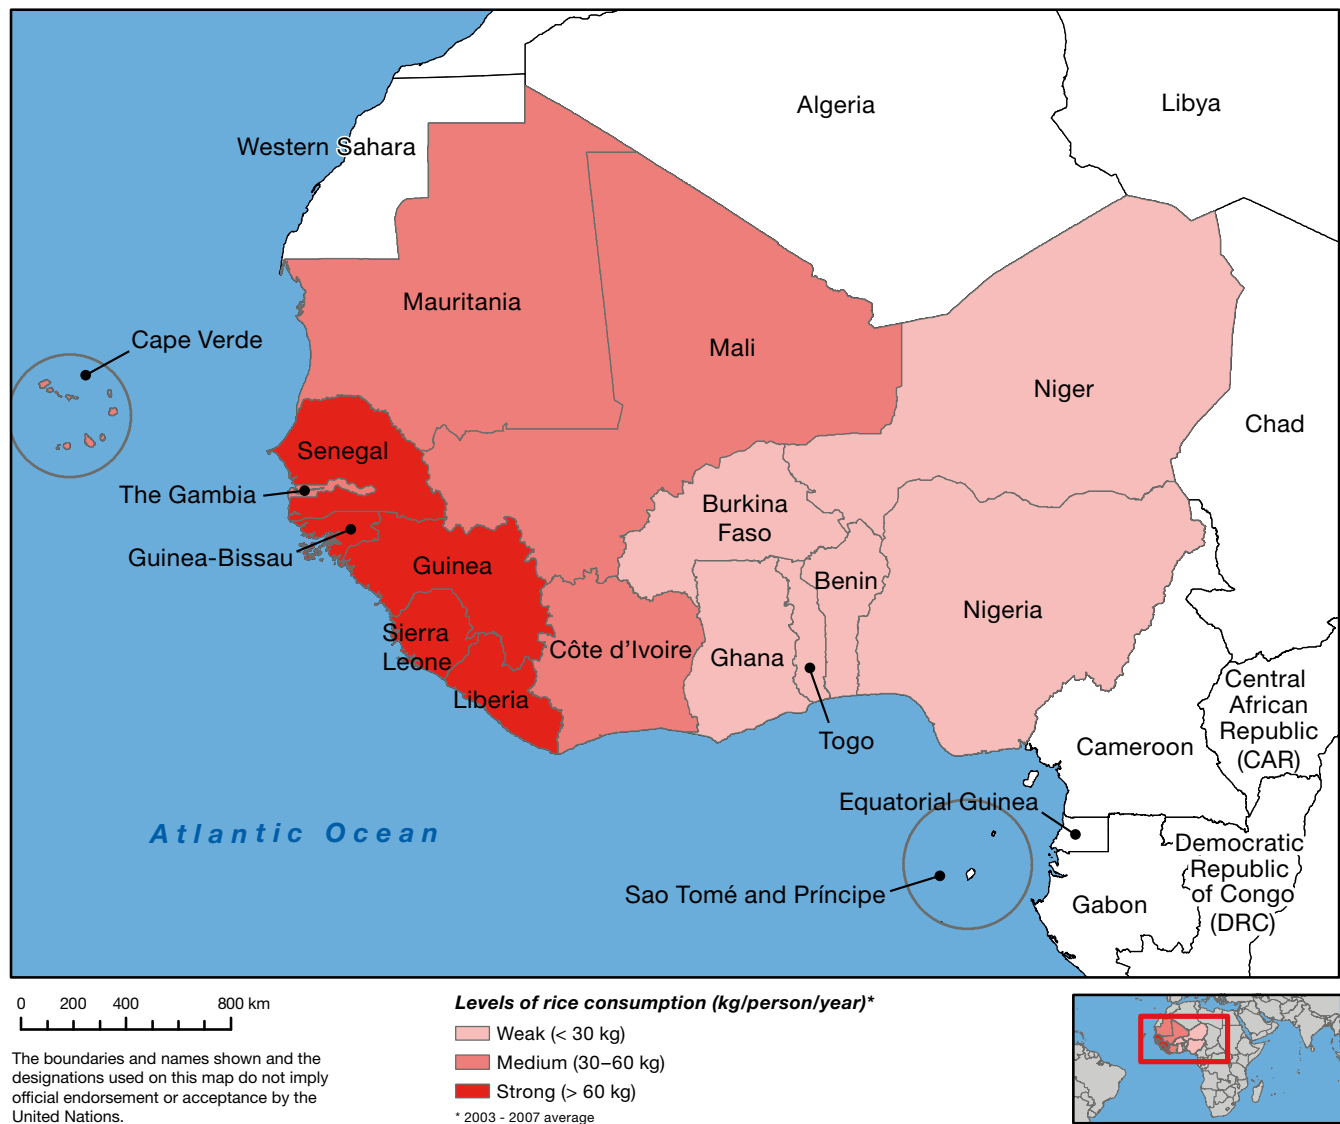 Algeria
Libya
Western Sahara
Mauritania
Cape Verde
Mali
Niger
Chad
Senegal
The Gambia
Burkina
Faso
Guinea-Bissau
Guinea
Benin
Nigeria
Sierra
Leone
Côte d'Ivoire
Ghana
Liberia
Central
African
Republic
(CAR)
Togo
Cameroon
Equatorial Guinea
Atlantic Ocean
Democratic
Republic
of Congo
(DRC)
Sao Tomé and Príncipe
Gabon
0 200 400 800 km
The boundaries and names shown and the
designations used on this map do not imply
official endorsement or acceptance by the
United Nations.
Levels of rice consumption (kg/person/year)*
Weak (< 30 kg)
Medium (30–60 kg)
Strong (> 60 kg)
* 2003 - 2007 average